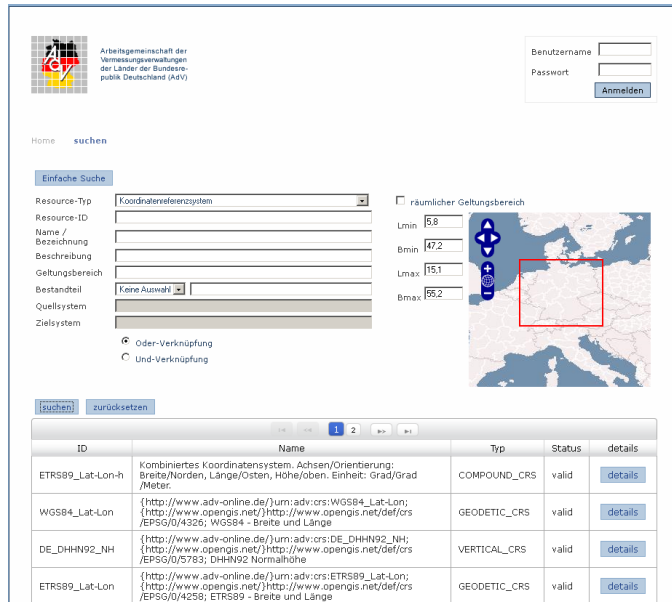 AdV
Arbeitsgemeinschaft der
Vermessungsverwaltungen
der Länder der Bundesre-
publik Deutschland (AdV)
Benutzername
Passwort
Anmelden
Home suchen
Einfache Suche
Resource-Typ Koordinatenreferenzsystem
Resource-ID
Name /
Bezeichnung
Beschreibung
Geltungsbereich
Bestandteil Keine Auswahl
Quellsystem
Zielsystem
Oder-Verknüpfung
Und-Verknüpfung
räumlicher Geltungsbereich
Lmin 5,8
Bmin 47,2
Lmax 15,1
Bmax 55,2
suchen zurücksetzen
1 2
ID Name Typ Status details
ETRS89_Lat-Lon-h Kombiniertes Koordinatensystem. Achsen/Orientierung:
Breite/Norden, Länge/Osten, Höhe/oben. Einheit: Grad/Grad
/Meter. COMPOUND_CRS valid details
WGS84_Lat-Lon {http://www.adv-online.de/}urn:adv:crs:WGS84_Lat-Lon;
{http://www.opengis.net/}http://www.opengis.net/def/crs
/EPSG/0/4326; WGS84 - Breite und Länge GEODETIC_CRS valid details
DE_DHHN92_NH {http://www.adv-online.de/}urn:adv:crs:DE_DHHN92_NH;
{http://www.opengis.net/}http://www.opengis.net/def/crs
/EPSG/0/5783; DHHN92 Normalhöhe VERTICAL_CRS valid details
ETRS89_Lat-Lon {http://www.adv-online.de/}urn:adv:crs:ETRS89_Lat-Lon;
{http://www.opengis.net/}http://www.opengis.net/def/crs
/EPSG/0/4258; ETRS89 - Breite und Länge GEODETIC_CRS valid details